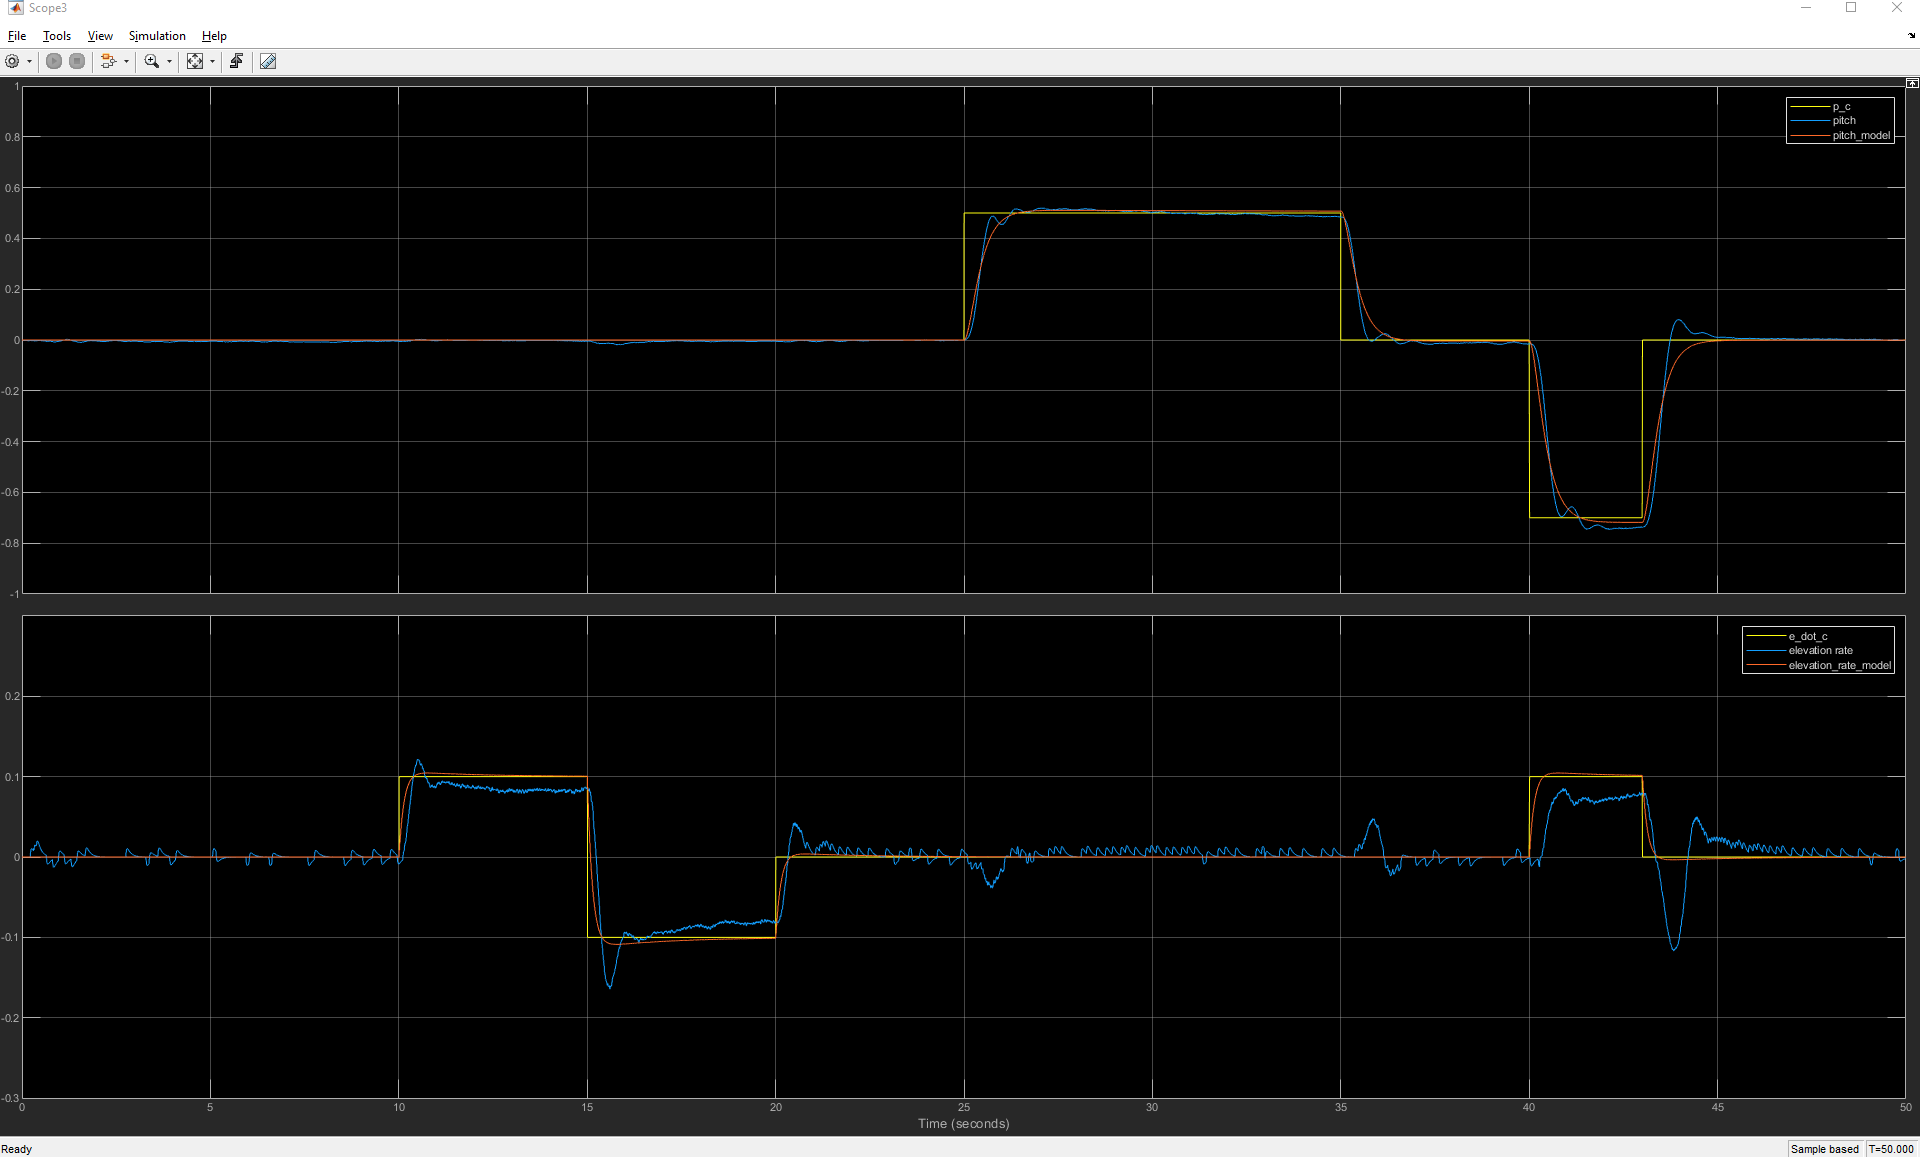 Scope3
File Tools View Simulation Help
1
0.8
0.6
0.4
0.2
0
-0.2
-0.4
-0.6
-0.8
-1
p_c
pitch
pitch_model
0.2
0.1
0
-0.1
-0.2
-0.3
e_dot_c
elevation rate
elevation_rate_model
0 5 10 15 20 25 30 35 40 45 50
Time (seconds)
Ready Sample based T=50.000